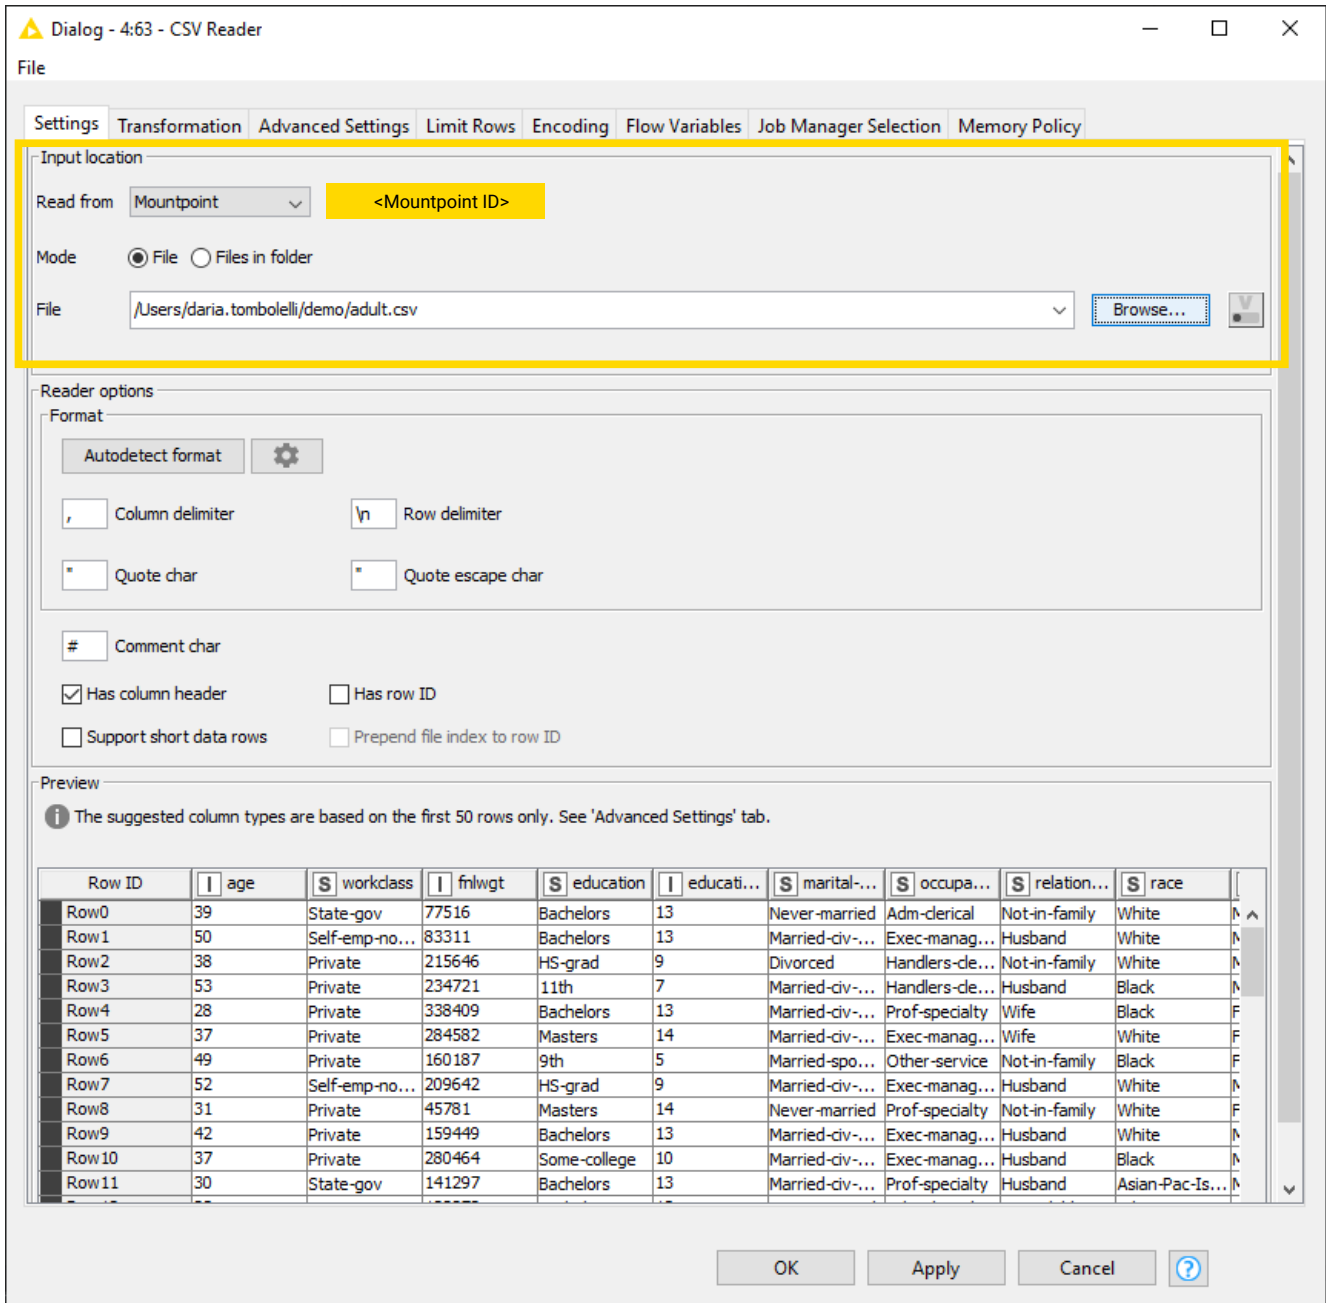 Dialog - 4:63 - CSV Reader
File
Settings Transformation Advanced Settings Limit Rows Encoding Flow Variables Job Manager Selection Memory Policy
Input location
Read from Mountpoint <Mountpoint ID>
Mode File Files in folder
File /Users/daria.tombolelli/demo/adult.csv Browse... V
Reader options
Format
Autodetect format
, Column delimiter \n Row delimiter
" Quote char " Quote escape char
# Comment char
Has column header Has row ID
Support short data rows Prepend file index to row ID
Preview
i The suggested column types are based on the first 50 rows only. See 'Advanced Settings' tab.
Row ID I age S workclass I fnlwgt S education I educati... S marital-... S occupa... S relation... S race
Row0 39 State-gov 77516 Bachelors 13 Never-married Adm-clerical Not-in-family White
Row1 50 Self-emp-no... 83311 Bachelors 13 Married-civ-... Exec-manag... Husband White
Row2 38 Private 215646 HS-grad 9 Divorced Handlers-cle... Not-in-family White
Row3 53 Private 234721 11th 7 Married-civ-... Handlers-cle... Husband Black
Row4 28 Private 338409 Bachelors 13 Married-civ-... Prof-specialty Wife Black F
Row5 37 Private 284582 Masters 14 Married-civ-... Exec-manag... Wife White F
Row6 49 Private 160187 9th 5 Married-spo... Other-service Not-in-family Black F
Row7 52 Self-emp-no... 209642 HS-grad 9 Married-civ-... Exec-manag... Husband White
Row8 31 Private 45781 Masters 14 Never-married Prof-specialty Not-in-family White F
Row9 42 Private 159449 Bachelors 13 Married-civ-... Exec-manag... Husband White
Row10 37 Private 280464 Some-college 10 Married-civ-... Exec-manag... Husband Black
Row11 30 State-gov 141297 Bachelors 13 Married-civ-... Prof-specialty Husband Asian-Pac-Is...
OK Apply Cancel ?